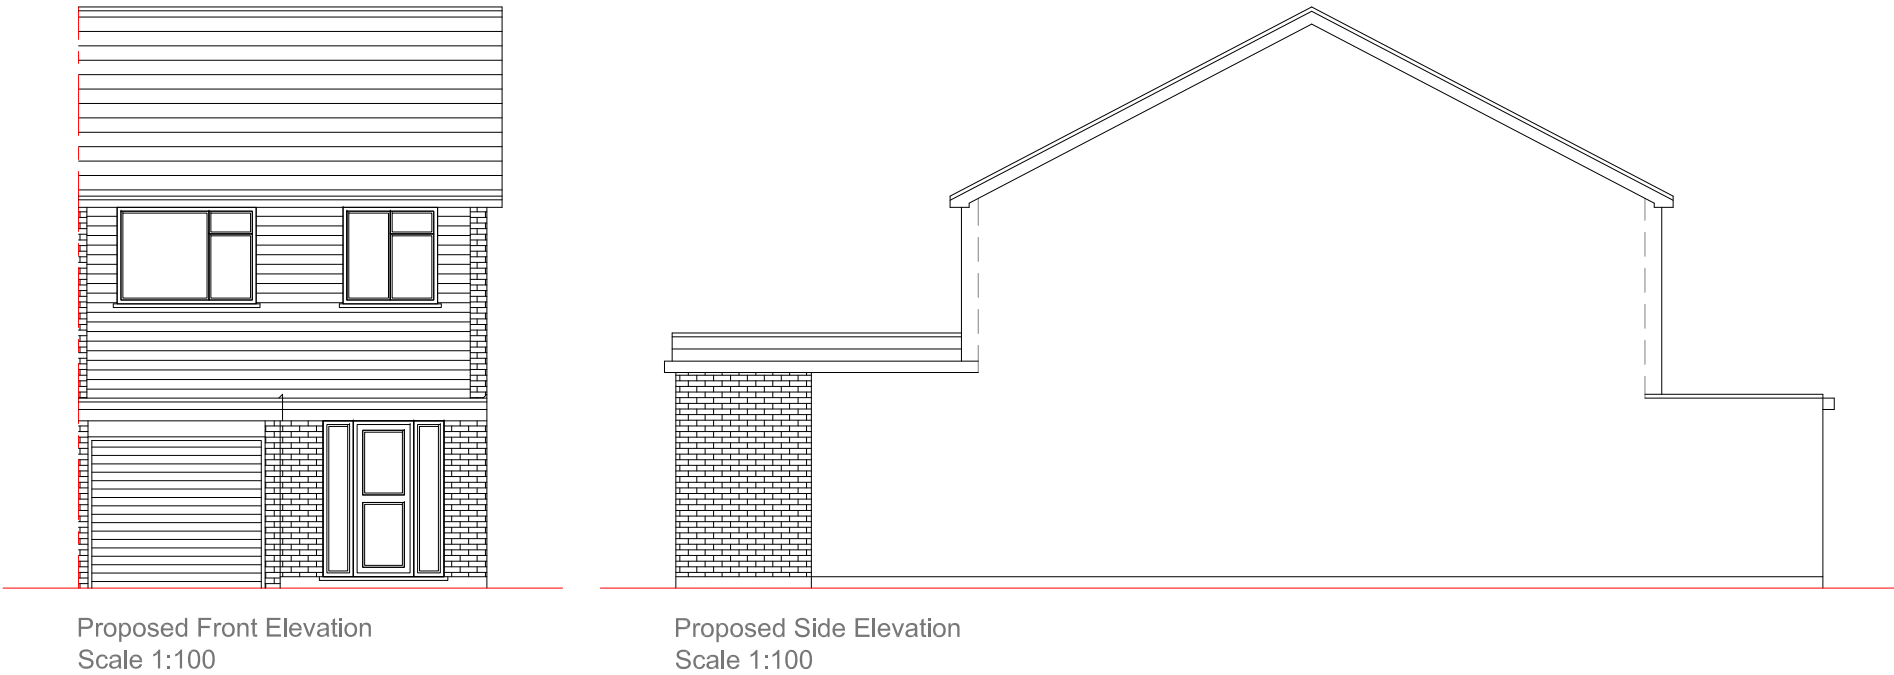 Proposed Front Elevation
Scale 1:100
Proposed Side Elevation
Scale 1:100